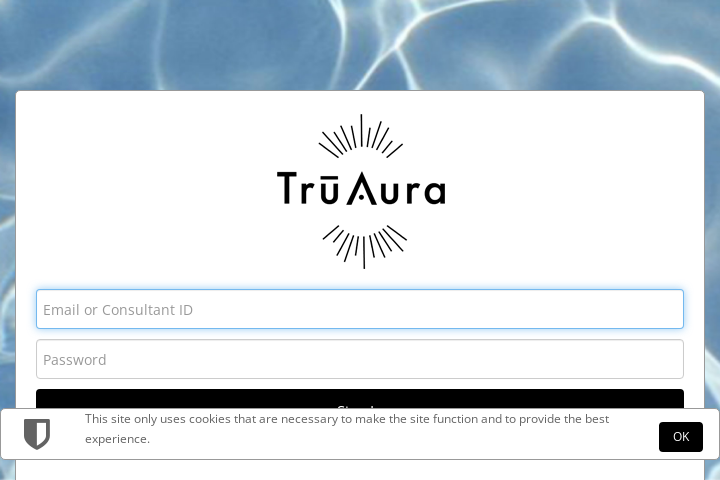 TrūAura
Email or Consultant ID
Password
This site only uses cookies that are necessary to make the site function and to provide the best
experience.
OK